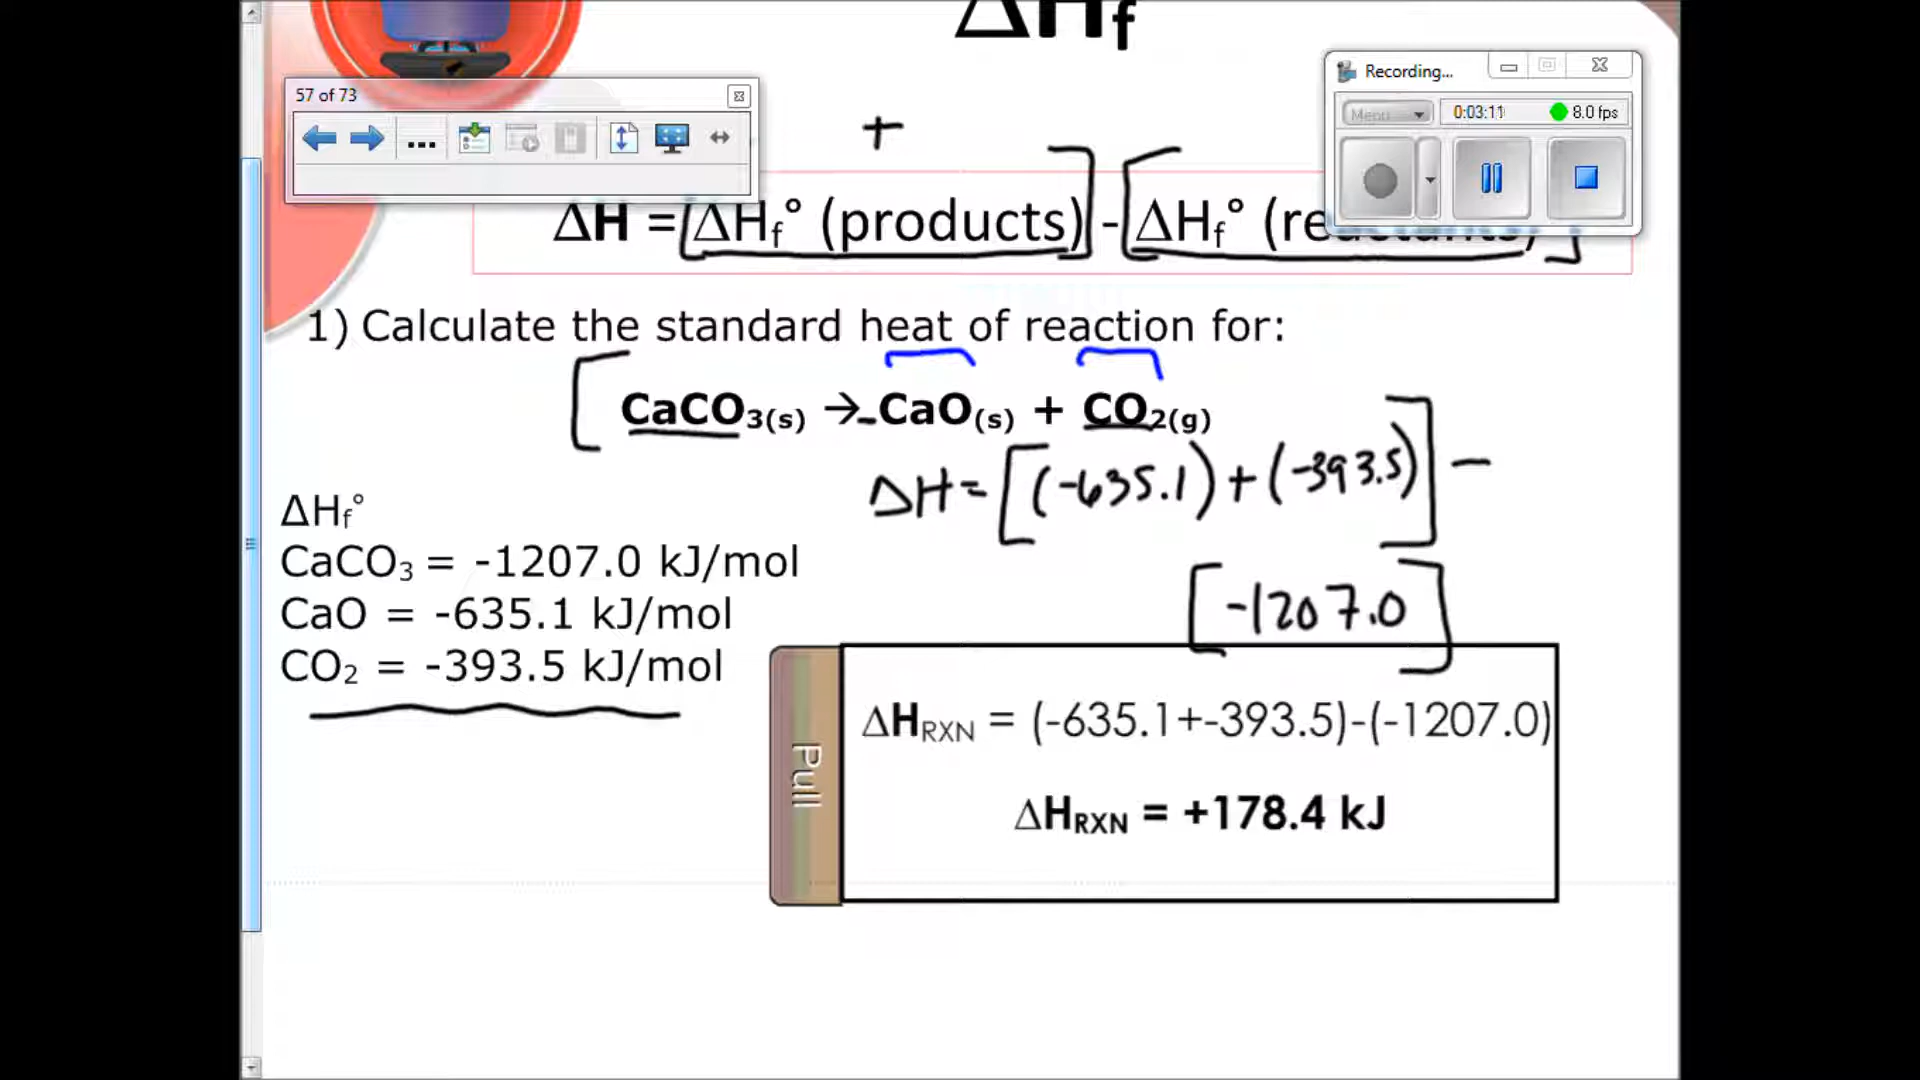 ΔHf
57 of 73
Recording...
Menu
0:03:11
8.0 fps
+
ΔH = ΔHf° (products) - ΔHf° (reactants)
1) Calculate the standard heat of reaction for:
CaCO3(s) → CaO(s) + CO2(g)
ΔH = [(-635.1) + (-393.5)] -
[-1207.0]
ΔHf°
CaCO3 = -1207.0 kJ/mol
CaO = -635.1 kJ/mol
CO2 = -393.5 kJ/mol
Pull
ΔHRXN = (-635.1+-393.5)-(-1207.0)
ΔHRXN = +178.4 kJ